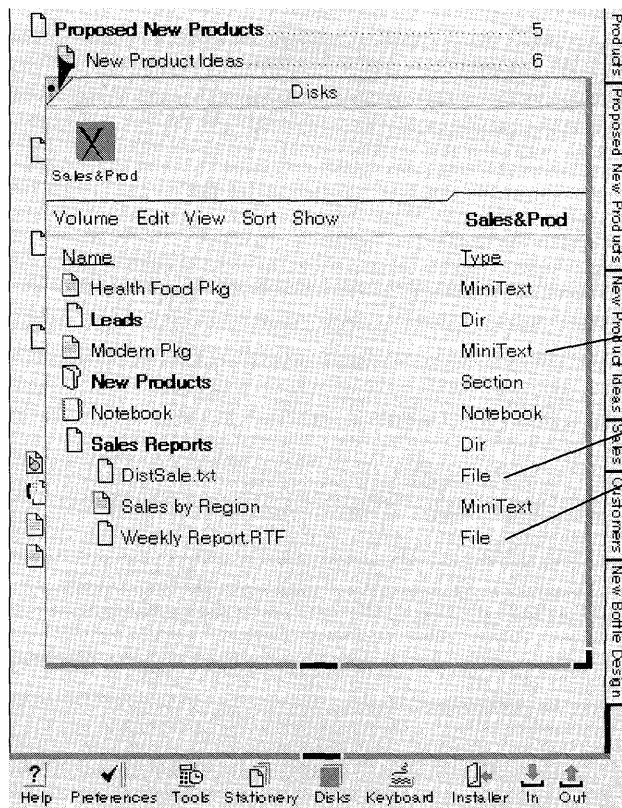 Proposed New Products 5
New Product Ideas 6
Disks
Sales&Prod
Volume Edit View Sort Show Sales&Prod
Name Type
Health Food Pkg MiniText
Leads Dir
Modern Pkg MiniText
New Products Section
Notebook Notebook
Sales Reports Dir
DistSale.txt File
Sales by Region MiniText
Weekly Report.RTF File
Products
Proposed New Products
New Product Ideas
Sales
Customers
New Bottle Design
Help Preferences Tools Stationery Disks Keyboard Installer In Out